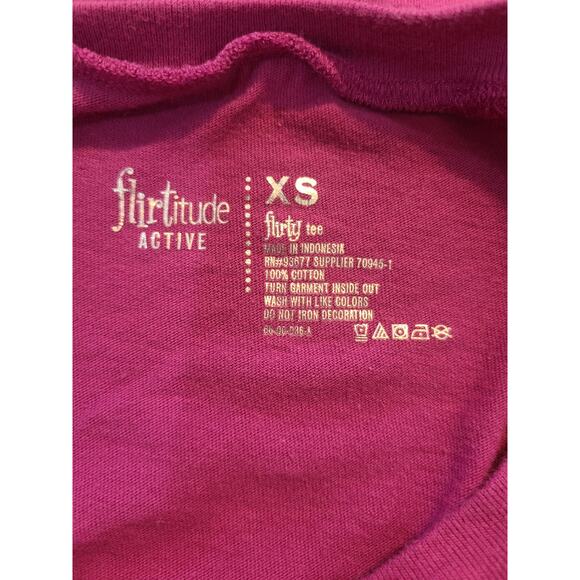 flirtitude
ACTIVE
XS
flirty tee
MADE IN INDONESIA
RN#93677 SUPPLIER 70945-1
100% COTTON
TURN GARMENT INSIDE OUT
WASH WITH LIKE COLORS
DO NOT IRON DECORATION